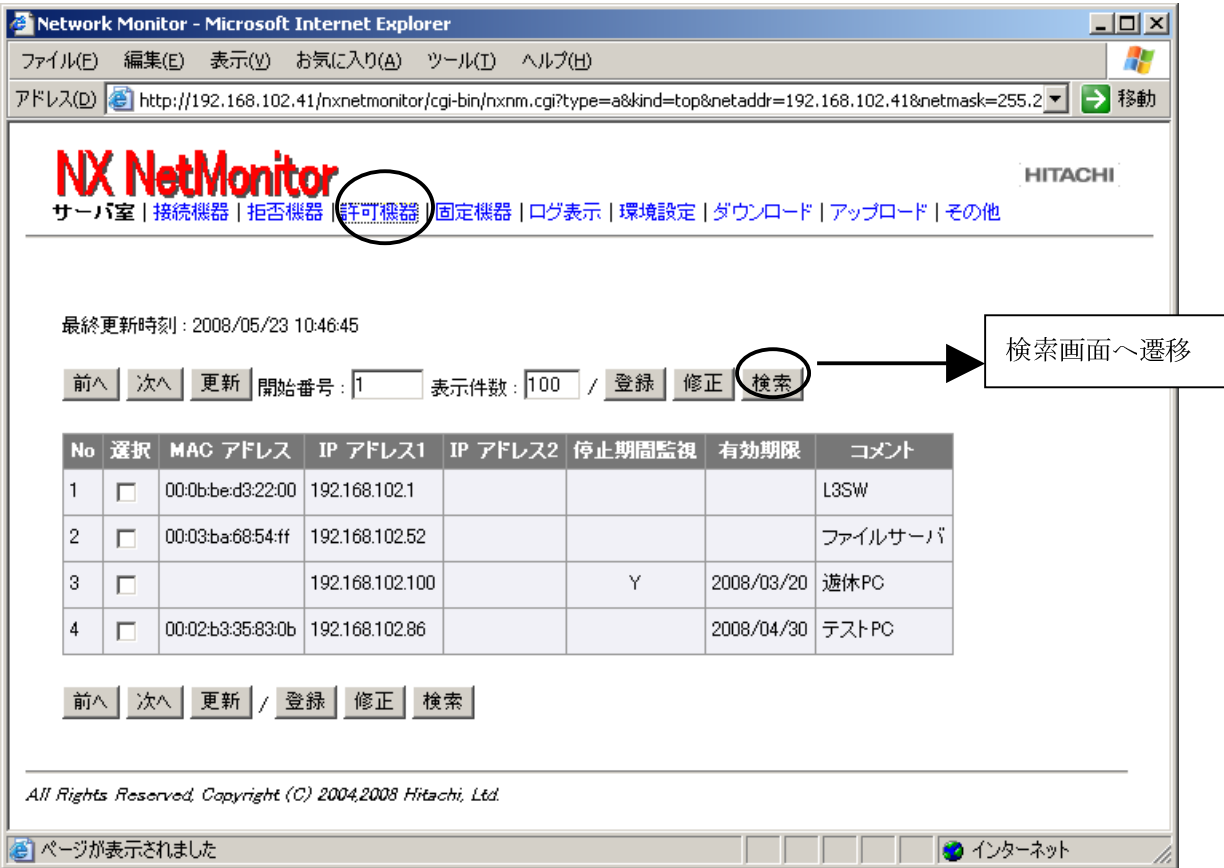 Network Monitor - Microsoft Internet Explorer
ファイル(F) 編集(E) 表示(V) お気に入り(A) ツール(T) ヘルプ(H)
アドレス(D) http://192.168.102.41/nxnetmonitor/cgi-bin/nxnm.cgi?type=a&kind=top&netaddr=192.168.102.41&netmask=255.2 移動
NX NetMonitor
HITACHI
サーバ室 | 接続機器 | 拒否機器 | 許可機器 | 固定機器 | ログ表示 | 環境設定 | ダウンロード | アップロード | その他
最終更新時刻 : 2008/05/23 10:46:45
検索画面へ遷移
前へ 次へ 更新 開始番号 : 1 表示件数 : 100 / 登録 修正 検索
No 選択 MAC アドレス IP アドレス1 IP アドレス2 停止期間監視 有効期限 コメント
1 00:0b:be:d3:22:00 192.168.102.1 L3SW
2 00:03:ba:68:54:ff 192.168.102.52 ファイルサーバ
3 192.168.102.100 Y 2008/03/20 遊休PC
4 00:02:b3:35:83:0b 192.168.102.86 2008/04/30 テストPC
前へ 次へ 更新 / 登録 修正 検索
All Rights Reserved, Copyright (C) 2004,2008 Hitachi, Ltd.
ページが表示されました インターネット